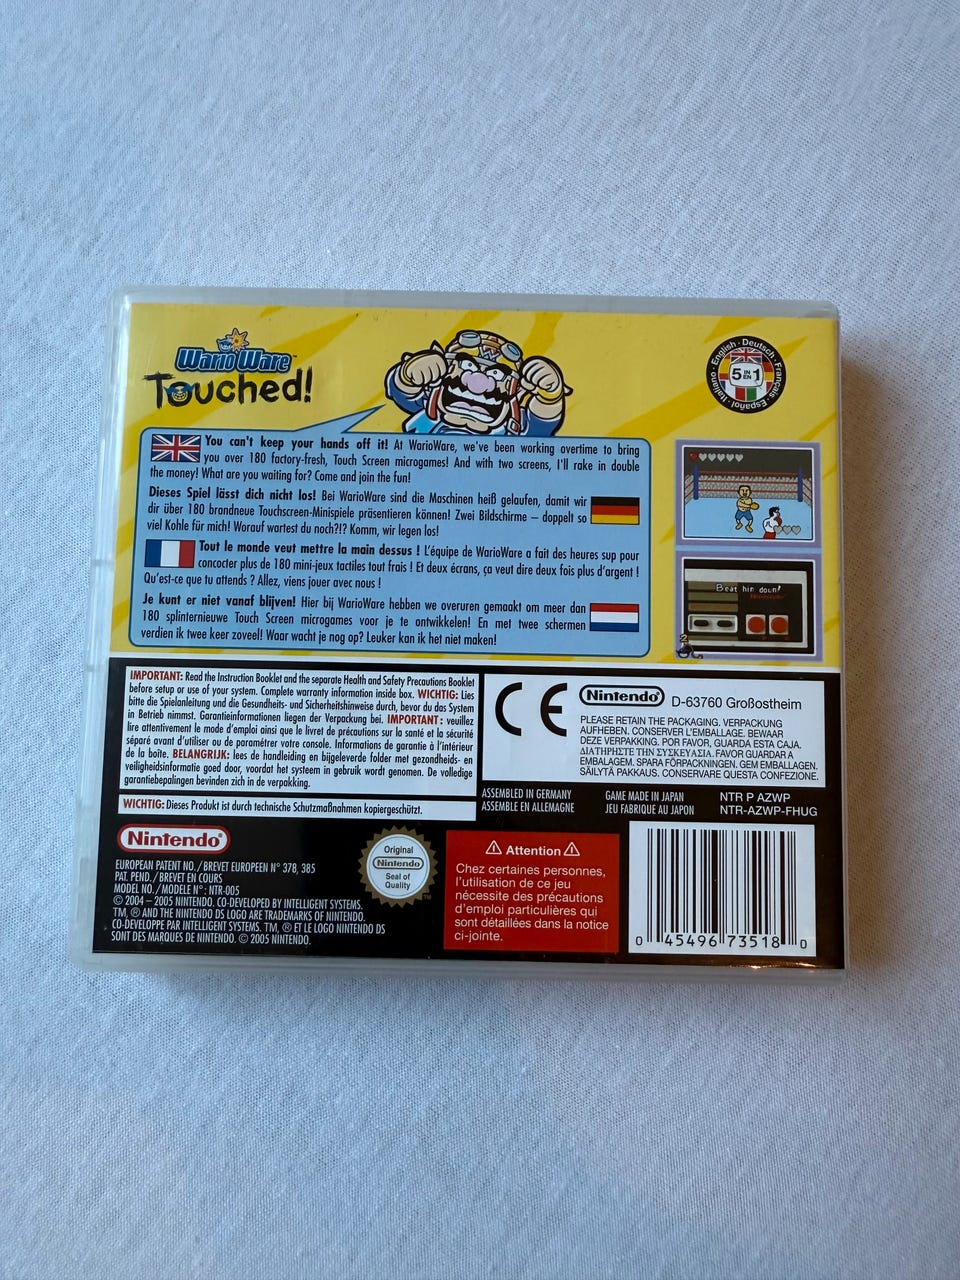 WarioWare
Touched!
English · Deutsch · Français · Español · Italiano ·
5 IN EN 1
You can't keep your hands off it! At WarioWare, we've been working overtime to bring
you over 180 factory-fresh, Touch Screen microgames! And with two screens, I'll rake in double
the money! What are you waiting for? Come and join the fun!
Dieses Spiel lässt dich nicht los! Bei WarioWare sind die Maschinen heiß gelaufen, damit wir
dir über 180 brandneue Touchscreen-Minispiele präsentieren können! Zwei Bildschirme – doppelt so
viel Kohle für mich! Worauf wartest du noch?!? Komm, wir legen los!
Tout le monde veut mettre la main dessus ! L'équipe de WarioWare a fait des heures sup pour
concocter plus de 180 mini-jeux tactiles tout frais ! Et deux écrans, ça veut dire deux fois plus d'argent !
Qu'est-ce que tu attends ? Allez, viens jouer avec nous !
Je kunt er niet vanaf blijven! Hier bij WarioWare hebben we overuren gemaakt om meer dan
180 splinternieuwe Touch Screen microgames voor je te ontwikkelen! En met twee schermen
verdien ik twee keer zoveel! Waar wacht je nog op? Leuker kan ik het niet maken!
Beat him down!
2
IMPORTANT: Read the Instruction Booklet and the separate Health and Safety Precautions Booklet
before setup or use of your system. Complete warranty information inside box. WICHTIG: Lies
bitte die Spielanleitung und die Gesundheits- und Sicherheitshinweise durch, bevor du das System
in Betrieb nimmst. Garantieinformationen liegen der Verpackung bei. IMPORTANT : veuillez
lire attentivement le mode d'emploi ainsi que le livret de précautions sur la santé et la sécurité
séparé avant d'utiliser ou de paramétrer votre console. Informations de garantie à l'intérieur
de la boîte. BELANGRIJK: lees de handleiding en bijgeleverde folder met gezondheids- en
veiligheidsinformatie goed door, voordat het systeem in gebruik wordt genomen. De volledige
garantiebepalingen bevinden zich in de verpakking.
WICHTIG: Dieses Produkt ist durch technische Schutzmaßnahmen kopiergeschützt.
CE
Nintendo D-63760 Großostheim
PLEASE RETAIN THE PACKAGING. VERPACKUNG
AUFHEBEN. CONSERVER L'EMBALLAGE. BEWAAR
DEZE VERPAKKING. POR FAVOR, GUARDA ESTA CAJA.
ΔΙΑΤΗΡΗΣΤΕ ΤΗΝ ΣΥΣΚΕΥΑΣΙΑ. FAVOR GUARDAR A
EMBALAGEM. SPARA FÖRPACKNINGEN. GEM EMBALLAGEN.
SÄILYTÄ PAKKAUS. CONSERVARE QUESTA CONFEZIONE.
ASSEMBLED IN GERMANY
ASSEMBLE EN ALLEMAGNE
GAME MADE IN JAPAN
JEU FABRIQUE AU JAPON
NTR P AZWP
NTR-AZWP-FHUG
Nintendo
EUROPEAN PATENT NO./BREVET EUROPEEN N° 378, 385
PAT. PEND./BREVET EN COURS
MODEL NO./MODELE N°: NTR-005
© 2004 – 2005 NINTENDO. CO-DEVELOPED BY INTELLIGENT SYSTEMS.
TM, ® AND THE NINTENDO DS LOGO ARE TRADEMARKS OF NINTENDO.
CO-DEVELOPPE PAR INTELLIGENT SYSTEMS. TM, ® ET LE LOGO NINTENDO DS
SONT DES MARQUES DE NINTENDO. © 2005 NINTENDO.
Original
Nintendo
Seal of
Quality
TM
Attention
Chez certaines personnes,
l'utilisation de ce jeu
nécessite des précautions
d'emploi particulières qui
sont détaillées dans la notice
ci-jointe.
0 45496 73518 0